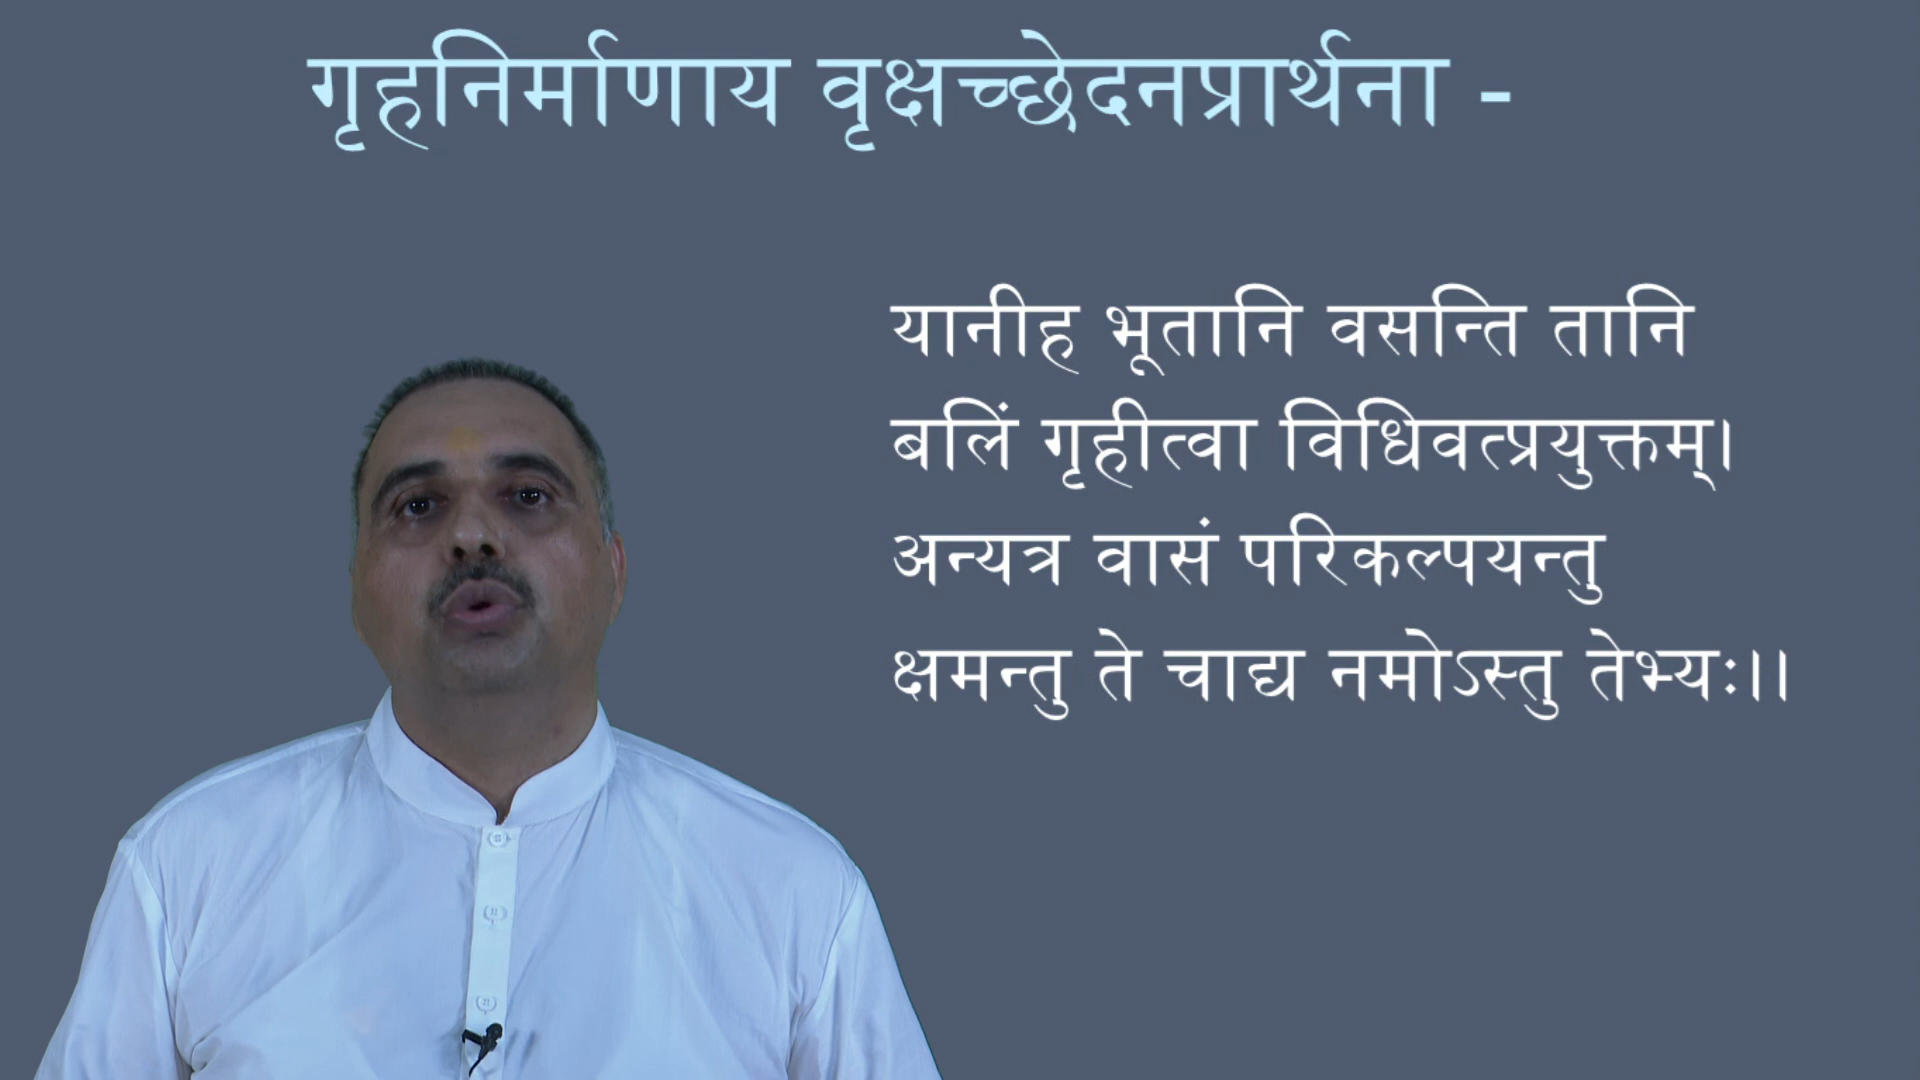 गृहनिर्माणाय वृक्षच्छेदनप्रार्थना -
यानीह भूतानि वसन्ति तानि
बलिं गृहीत्वा विधिवत्प्रयुक्तम्।
अन्यत्र वासं परिकल्पयन्तु
क्षमन्तु ते चाद्य नमोऽस्तु तेभ्यः।।